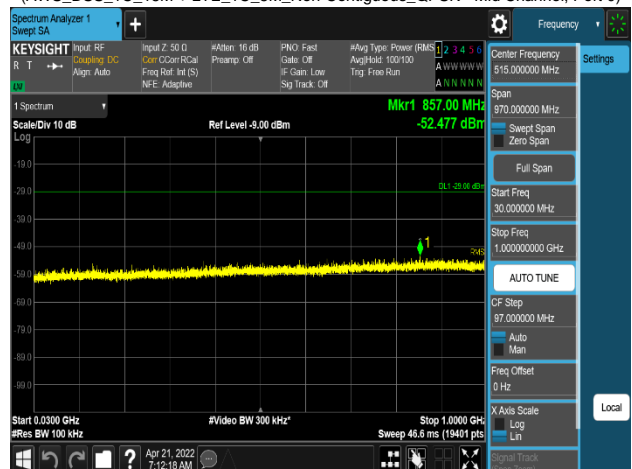 Spectrum Analyzer 1
Swept SA
Frequency
KEYSIGHT
R T
LXI
Input: RF
Coupling: DC
Align: Auto
Input Z: 50 Ω
Corr CCorr RCal
Freq Ref: Int (S)
NFE: Adaptive
#Atten: 16 dB
Preamp: Off
PNO: Fast
Gate: Off
IF Gain: Low
Sig Track: Off
#Avg Type: Power (RMS
Avg|Hold: 100/100
Trig: Free Run
1 2 3 4 5 6
A W W W W W
A N N N N N
1 Spectrum
Mkr1 857.00 MHz
Scale/Div 10 dB
Ref Level -9.00 dBm
-52.477 dBm
Log
-19.0
-29.0
DL1 -29.00 dBm
-39.0
1
-49.0
RMS
-59.0
-69.0
-79.0
-89.0
-99.0
Start 0.0300 GHz
#Video BW 300 kHz*
Stop 1.0000 GHz
#Res BW 100 kHz
Sweep 46.6 ms (19401 pts
Apr 21, 2022
7:12:18 AM
?
Center Frequency
515.000000 MHz
Settings
Span
970.000000 MHz
Swept Span
Zero Span
Full Span
Start Freq
30.000000 MHz
Stop Freq
1.000000000 GHz
AUTO TUNE
CF Step
97.000000 MHz
Auto
Man
Freq Offset
0 Hz
X Axis Scale
Log
Lin
Local
Signal Track